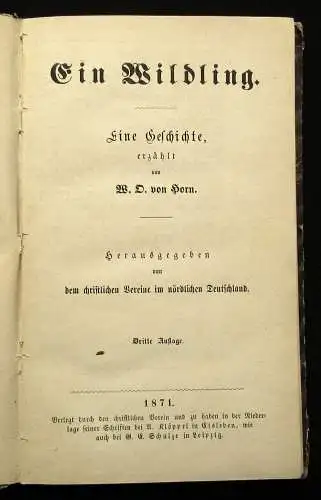 Ein Wildling.
Eine Geschichte,
erzählt
von
W. O. von Horn.
Herausgegeben
von
dem christlichen Vereine im nördlichen Deutschland.
Dritte Auflage.
1871.
Verlegt durch den christlichen Verein und zu haben in der Nieder-
lage seiner Schriften bei A. Klöppel in Eisleben, wie
auch bei G. E. Schulze in Leipzig.